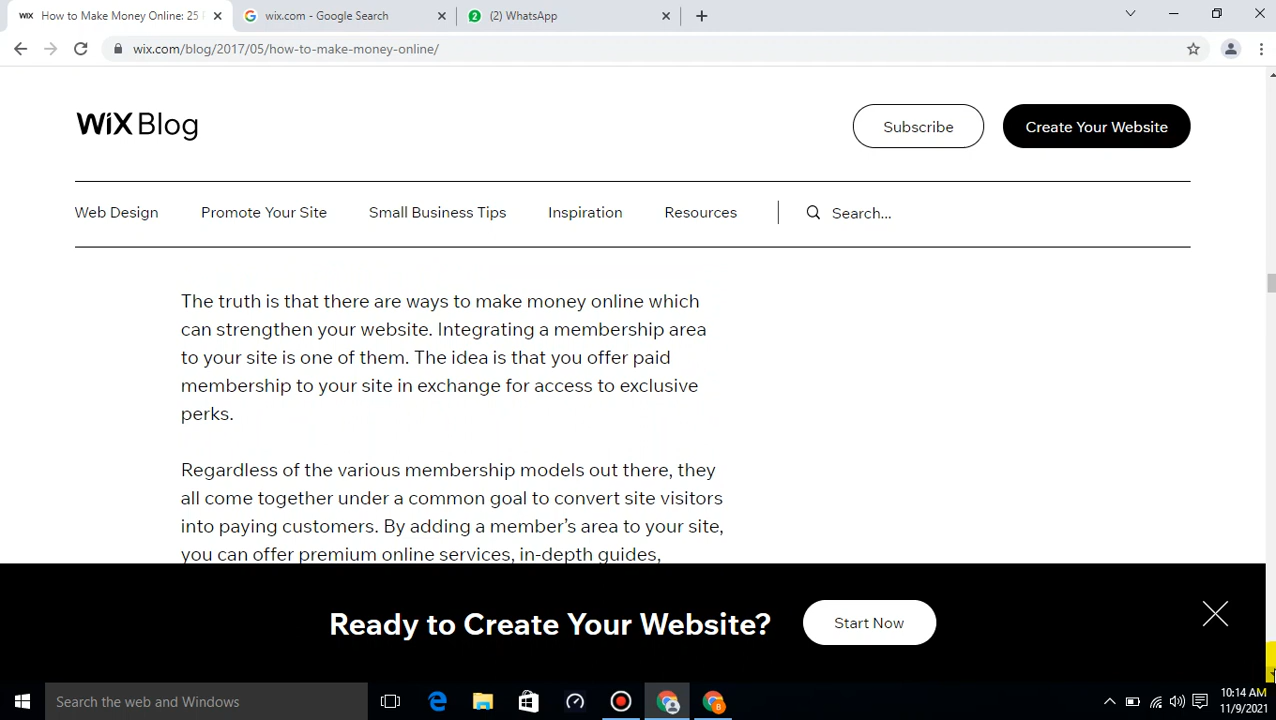 WIX How to Make Money Online: 25
wix.com - Google Search
2 (2) WhatsApp
wix.com/blog/2017/05/how-to-make-money-online/
WiX Blog
Subscribe
Create Your Website
Web Design
Promote Your Site
Small Business Tips
Inspiration
Resources
Search...
The truth is that there are ways to make money online which
can strengthen your website. Integrating a membership area
to your site is one of them. The idea is that you offer paid
membership to your site in exchange for access to exclusive
perks.
Regardless of the various membership models out there, they
all come together under a common goal to convert site visitors
into paying customers. By adding a member's area to your site,
you can offer premium online services, in-depth guides,
Ready to Create Your Website?
Start Now
Search the web and Windows
B
10:14 AM
11/9/2021